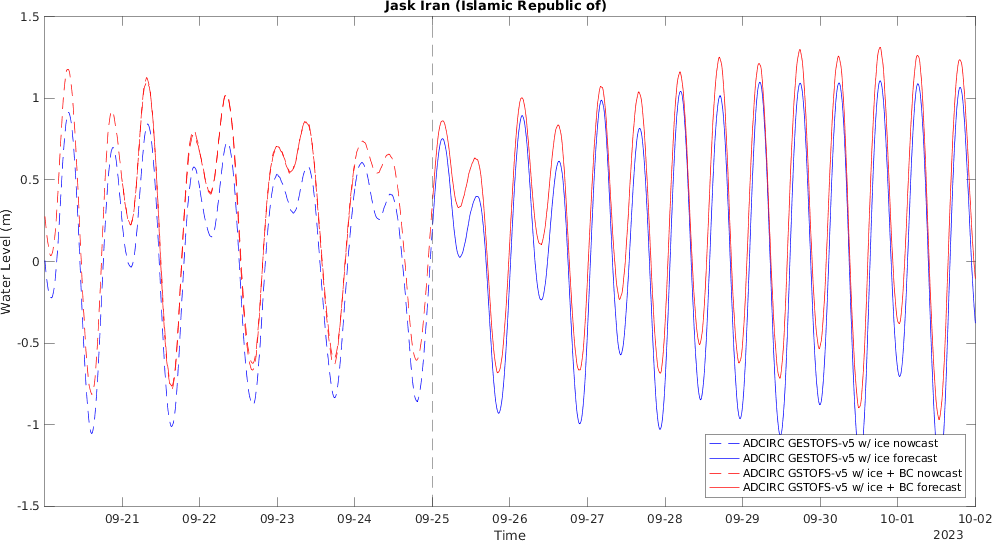 Jask Iran (Islamic Republic of)
1.5
1
0.5
0
-0.5
-1
-1.5
Water Level (m)
ADCIRC GESTOFS-v5 w/ ice nowcast
ADCIRC GESTOFS-v5 w/ ice forecast
ADCIRC GSTOFS-v5 w/ ice + BC nowcast
ADCIRC GSTOFS-v5 w/ ice + BC forecast
09-21 09-22 09-23 09-24 09-25 09-26 09-27 09-28 09-29 09-30 10-01 10-02
Time
2023